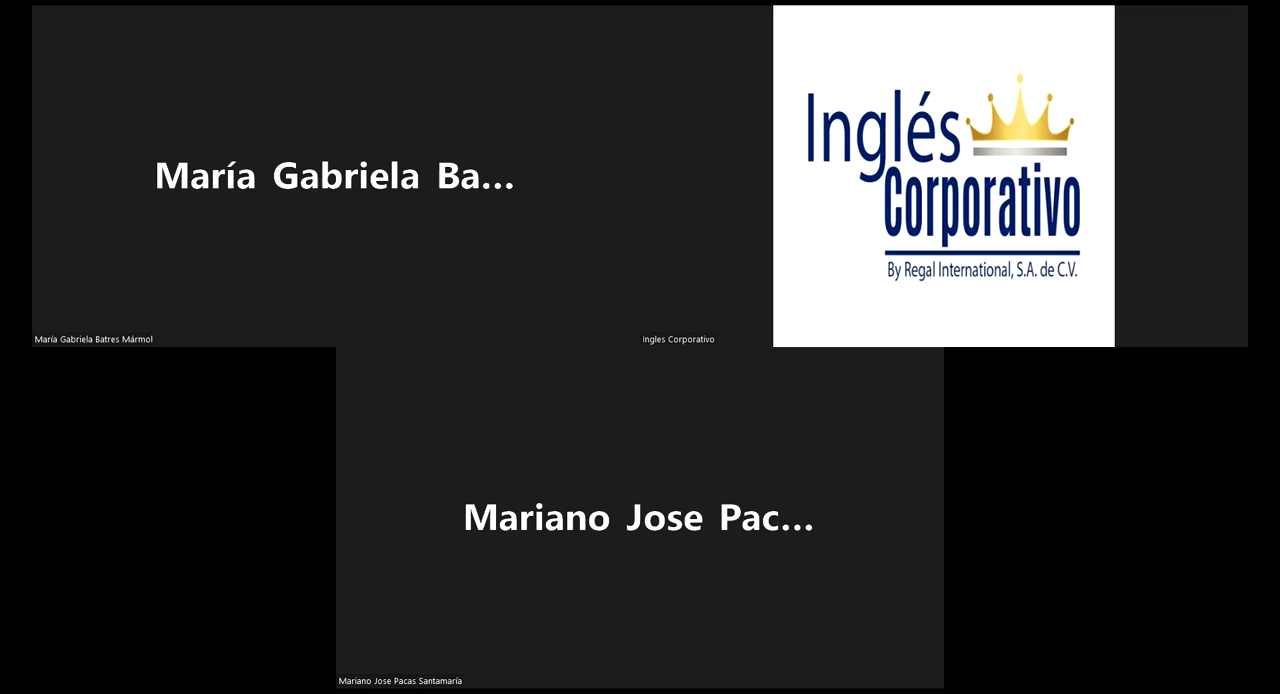 María Gabriela Ba...
María Gabriela Batres Mármol
Inglés
Corporativo
By Regal International, S.A. de C.V.
Ingles Corporativo
Mariano Jose Pac...
Mariano Jose Pacas Santamaría